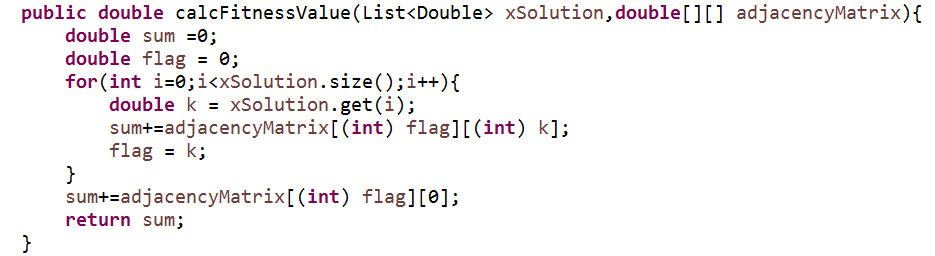 public double calcFitnessValue(List<Double> xSolution,double[][] adjacencyMatrix){
    double sum =0;
    double flag = 0;
    for(int i=0;i<xSolution.size();i++){
        double k = xSolution.get(i);
        sum+=adjacencyMatrix[(int) flag][(int) k];
        flag = k;
    }
    sum+=adjacencyMatrix[(int) flag][0];
    return sum;
}